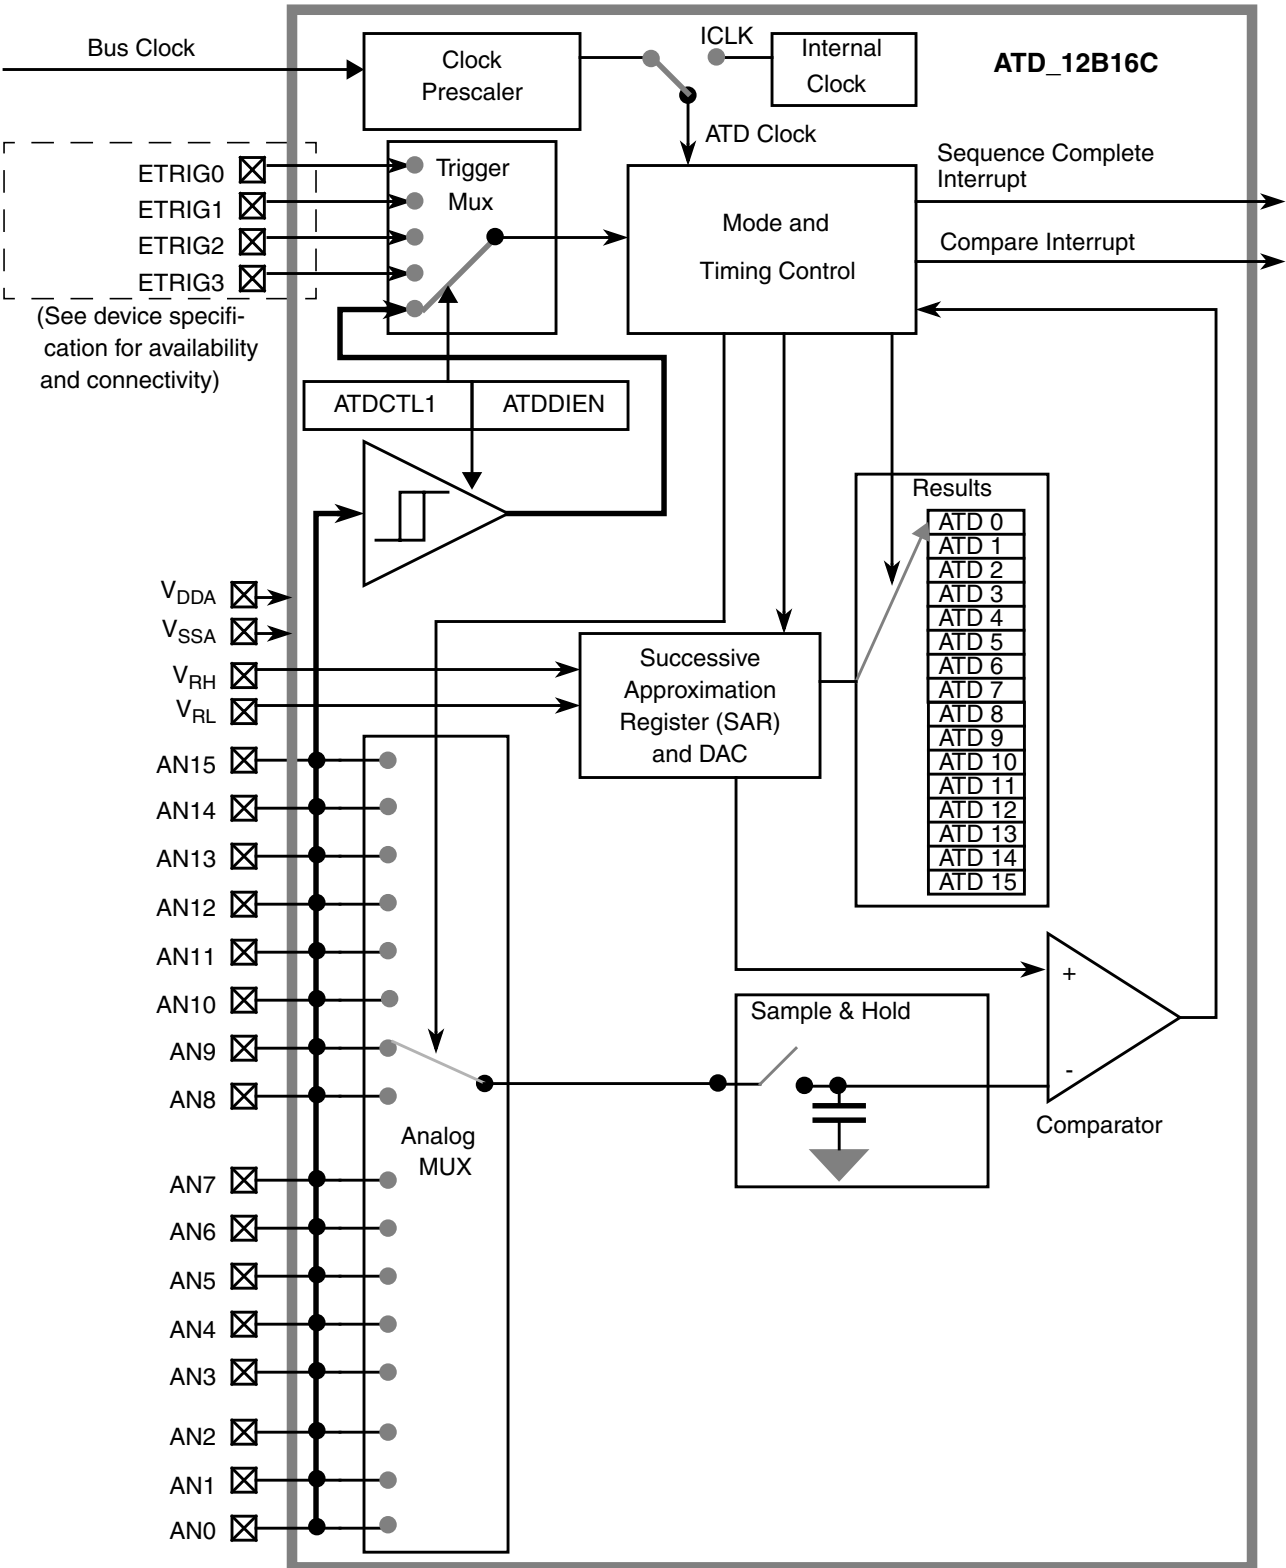 Bus Clock
Clock
Prescaler
ICLK
Internal
Clock
ATD_12B16C
ATD Clock
ETRIG0
ETRIG1
ETRIG2
ETRIG3
(See device specifi-
cation for availability
and connectivity)
Trigger
Mux
Mode and
Timing Control
Sequence Complete
Interrupt
Compare Interrupt
ATDCTL1
ATDDIEN
Results
ATD 0
ATD 1
ATD 2
ATD 3
ATD 4
ATD 5
ATD 6
ATD 7
ATD 8
ATD 9
ATD 10
ATD 11
ATD 12
ATD 13
ATD 14
ATD 15
VDDA
VSSA
VRH
VRL
Successive
Approximation
Register (SAR)
and DAC
AN15
AN14
AN13
AN12
AN11
AN10
AN9
AN8
AN7
AN6
AN5
AN4
AN3
AN2
AN1
AN0
Analog
MUX
Sample & Hold
+
-
Comparator